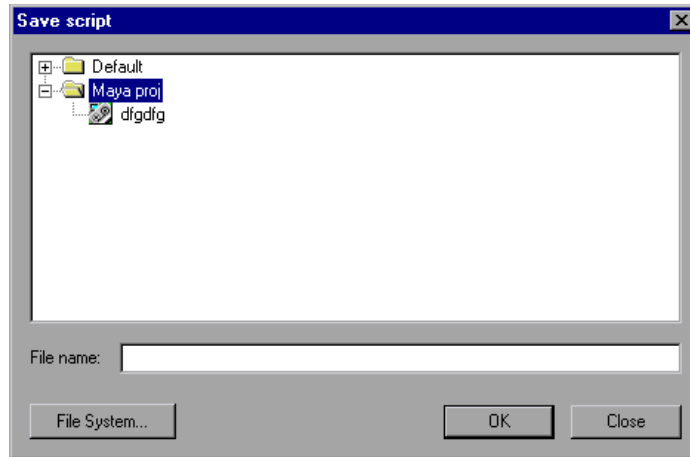 Save script
Default
Maya proj
dfgdfg
File name:
File System...
OK
Close